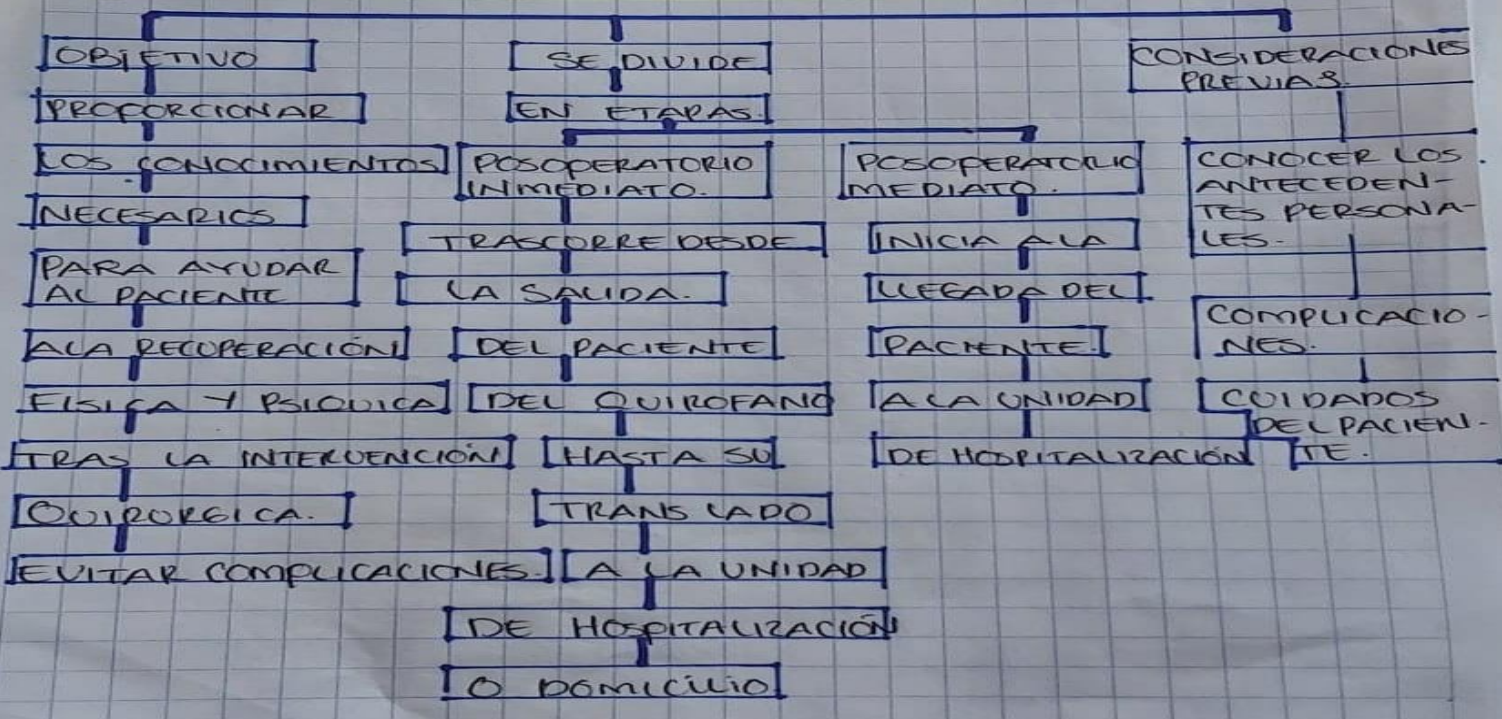 OBJETIVO
PROPORCIONAR
LOS CONOCIMIENTOS
NECESARIOS
PARA AYUDAR
AL PACIENTE
A LA RECUPERACIÓN
FISICA Y PSIQUICA
TRAS LA INTERVENCIÓN
QUIRURGICA.
EVITAR COMPLICACIONES.
SE DIVIDE
EN ETAPAS.
POSOPERATORIO
INMEDIATO.
TRASCORRE DESDE
LA SALIDA.
DEL PACIENTE
DEL QUIROFANO
HASTA SU
TRANSLADO
A LA UNIDAD
DE HOSPITALIZACIÓN
O DOMICILIO
POSOPERATORIO
MEDIATO.
INICIA A LA
LLEGADA DEL
PACIENTE.
A LA UNIDAD
DE HOSPITALIZACIÓN
CONSIDERACIONES
PREVIAS.
CONOCER LOS
ANTECEDEN-
TES PERSONA-
LES.
COMPLICACIO-
NES.
CUIDADOS
DEL PACIEN-
TE.